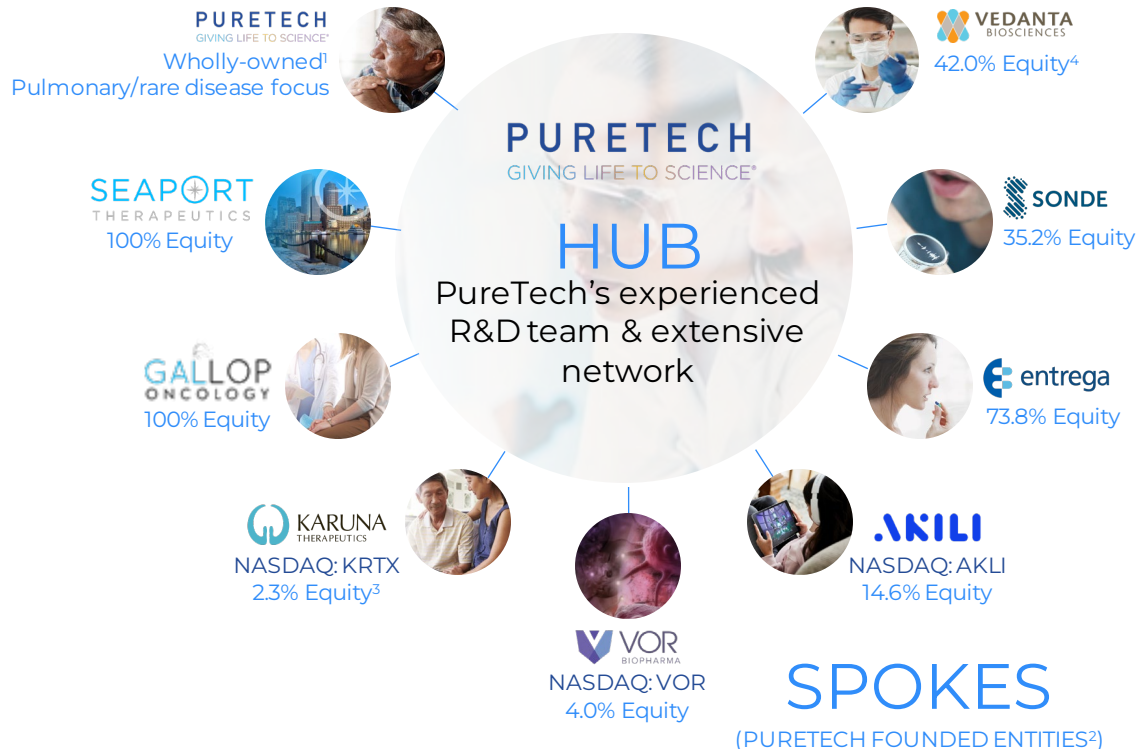 PURETECH
GIVING LIFE TO SCIENCE®
Wholly-owned¹
Pulmonary/rare disease focus
VEDANTA
BIOSCIENCES
42.0% Equity⁴
PURETECH
GIVING LIFE TO SCIENCE®
HUB
PureTech's experienced
R&D team & extensive
network
SEAPORT
THERAPEUTICS
100% Equity
SONDE
35.2% Equity
GALLOP
ONCOLOGY
100% Equity
entrega
73.8% Equity
KARUNA
THERAPEUTICS
NASDAQ: KRTX
2.3% Equity³
AKILI
NASDAQ: AKLI
14.6% Equity
VOR
BIOPHARMA
NASDAQ: VOR
4.0% Equity
SPOKES
(PURETECH FOUNDED ENTITIES²)